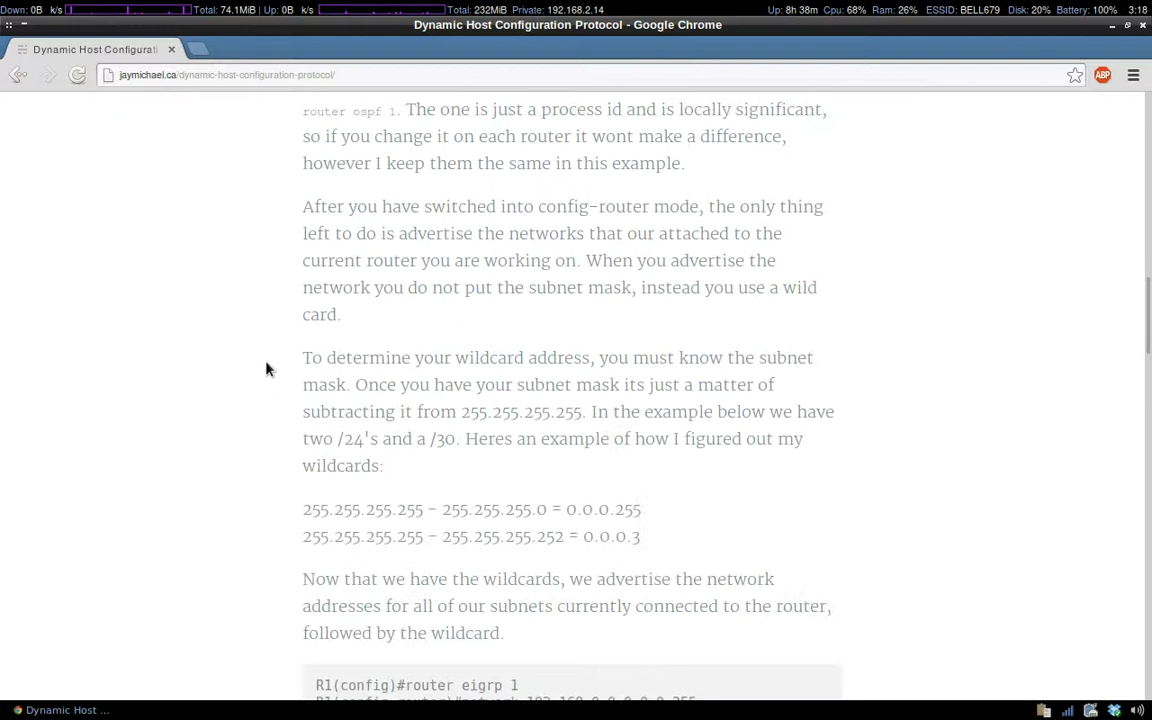 Down: 0B k/s Total: 74.1MiB | Up: 0B k/s Total: 232MiB Private: 192.168.2.14 Up: 8h 38m Cpu: 68% Ram: 26% ESSID: BELL679 Disk: 20% Battery: 100% 3:18
Dynamic Host Configuration Protocol - Google Chrome
Dynamic Host Configurati
jaymichael.ca/dynamic-host-configuration-protocol/
ABP
router ospf 1. The one is just a process id and is locally significant,
so if you change it on each router it wont make a difference,
however I keep them the same in this example.
After you have switched into config-router mode, the only thing
left to do is advertise the networks that our attached to the
current router you are working on. When you advertise the
network you do not put the subnet mask, instead you use a wild
card.
To determine your wildcard address, you must know the subnet
mask. Once you have your subnet mask its just a matter of
subtracting it from 255.255.255.255. In the example below we have
two /24's and a /30. Heres an example of how I figured out my
wildcards:
255.255.255.255 - 255.255.255.0 = 0.0.0.255
255.255.255.255 - 255.255.255.252 = 0.0.0.3
Now that we have the wildcards, we advertise the network
addresses for all of our subnets currently connected to the router,
followed by the wildcard.
R1(config)#router eigrp 1
Dynamic Host ...